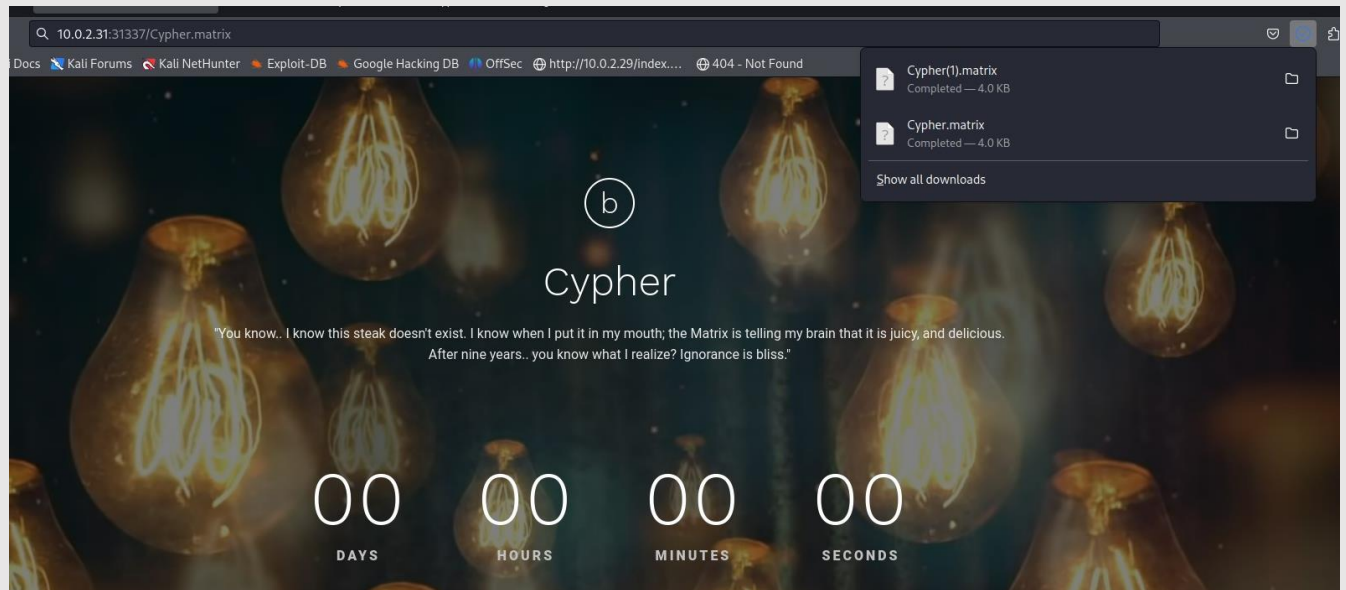 10.0.2.31:31337/Cypher.matrix
i Docs Kali Forums Kali NetHunter Exploit-DB Google Hacking DB OffSec http://10.0.2.29/index.... 404 - Not Found
Cypher(1).matrix
Completed — 4.0 KB
Cypher.matrix
Completed — 4.0 KB
Show all downloads
b
Cypher
"You know.. I know this steak doesn't exist. I know when I put it in my mouth; the Matrix is telling my brain that it is juicy, and delicious.
After nine years.. you know what I realize? Ignorance is bliss."
00 00 00 00
DAYS HOURS MINUTES SECONDS